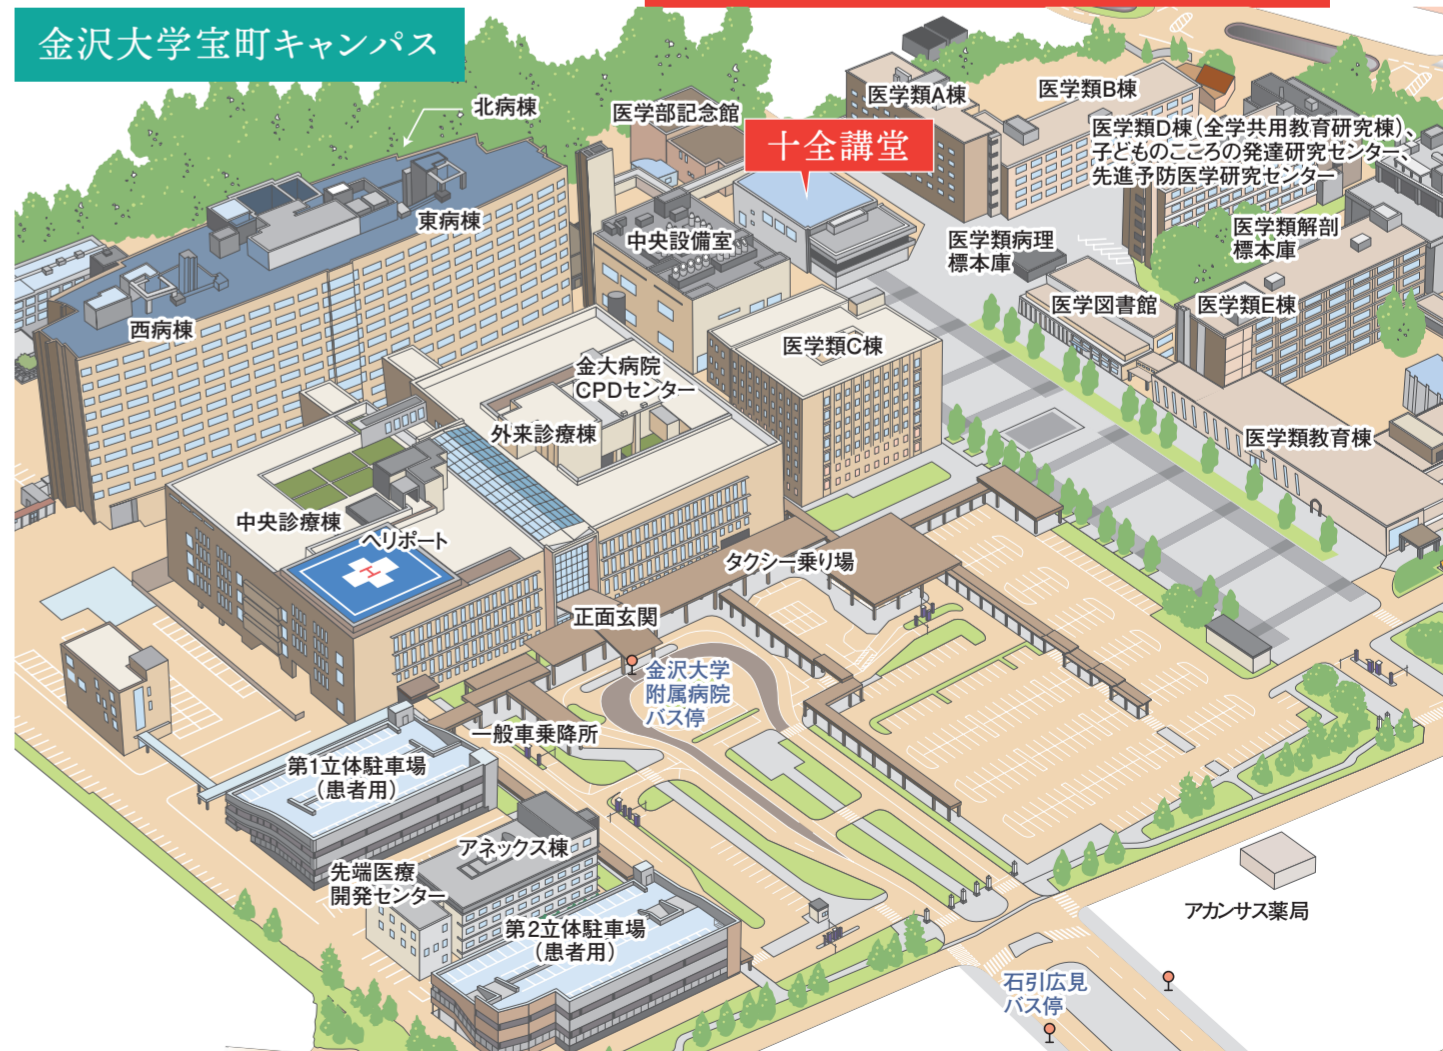 金沢大学宝町キャンパス
北病棟
医学部記念館
十全講堂
医学類A棟
医学類B棟
医学類D棟(全学共用教育研究棟)、
子どものこころの発達研究センター、
先進予防医学研究センター
東病棟
中央設備室
医学類病理
標本庫
医学類解剖
標本庫
西病棟
医学図書館
医学類E棟
医学類C棟
金大病院
CPDセンター
外来診療棟
医学類教育棟
中央診療棟
ヘリポート
H
タクシー乗り場
正面玄関
金沢大学
附属病院
バス停
一般車乗降所
第1立体駐車場
(患者用)
アネックス棟
先端医療
開発センター
第2立体駐車場
(患者用)
アカンサス薬局
石引広見
バス停